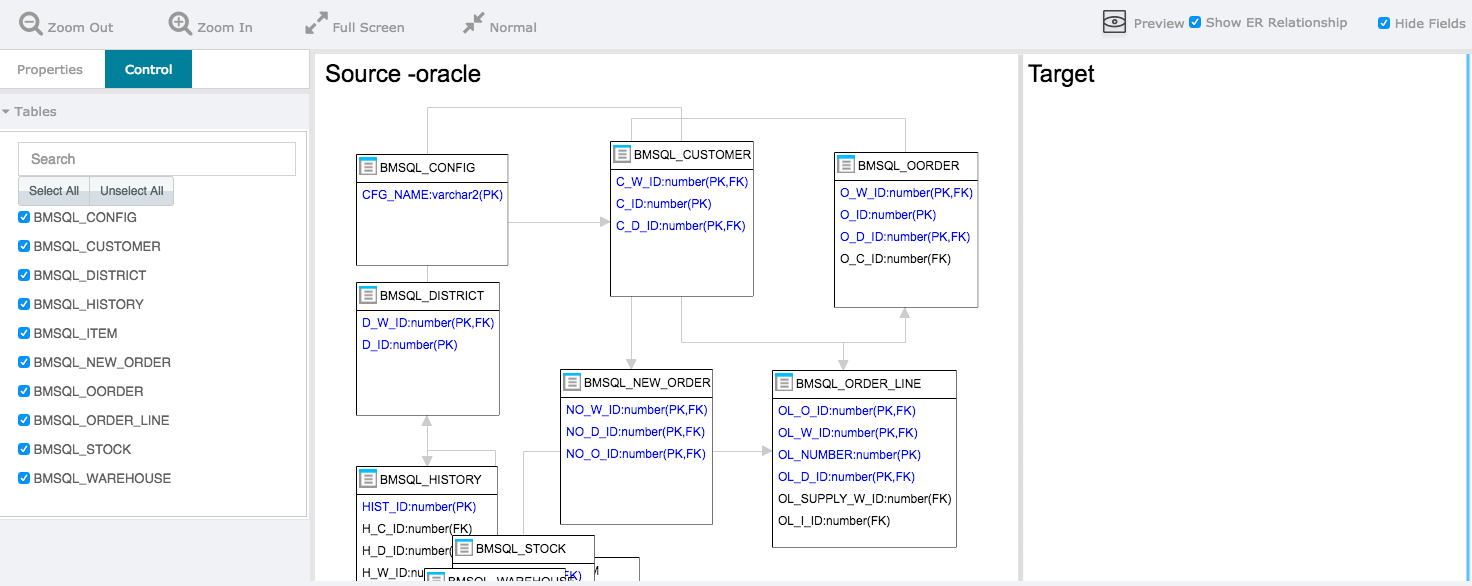 Zoom Out Zoom In Full Screen Normal Preview Show ER Relationship Hide Fields
Properties Control
Tables
Search
Select All Unselect All
BMSQL_CONFIG
BMSQL_CUSTOMER
BMSQL_DISTRICT
BMSQL_HISTORY
BMSQL_ITEM
BMSQL_NEW_ORDER
BMSQL_OORDER
BMSQL_ORDER_LINE
BMSQL_STOCK
BMSQL_WAREHOUSE
Source -oracle
BMSQL_CONFIG
CFG_NAME:varchar2(PK)
BMSQL_CUSTOMER
C_W_ID:number(PK,FK)
C_ID:number(PK)
C_D_ID:number(PK,FK)
BMSQL_OORDER
O_W_ID:number(PK,FK)
O_ID:number(PK)
O_D_ID:number(PK,FK)
O_C_ID:number(FK)
BMSQL_DISTRICT
D_W_ID:number(PK,FK)
D_ID:number(PK)
BMSQL_NEW_ORDER
NO_W_ID:number(PK,FK)
NO_D_ID:number(PK,FK)
NO_O_ID:number(PK,FK)
BMSQL_ORDER_LINE
OL_O_ID:number(PK,FK)
OL_W_ID:number(PK,FK)
OL_NUMBER:number(PK)
OL_D_ID:number(PK,FK)
OL_SUPPLY_W_ID:number(FK)
OL_I_ID:number(FK)
BMSQL_HISTORY
HIST_ID:number(PK)
H_C_ID:number(FK)
H_D_ID:number(
H_W_ID:nu
BMSQL_STOCK
BMSQL_WAREHOUSE
FK)
M
Target